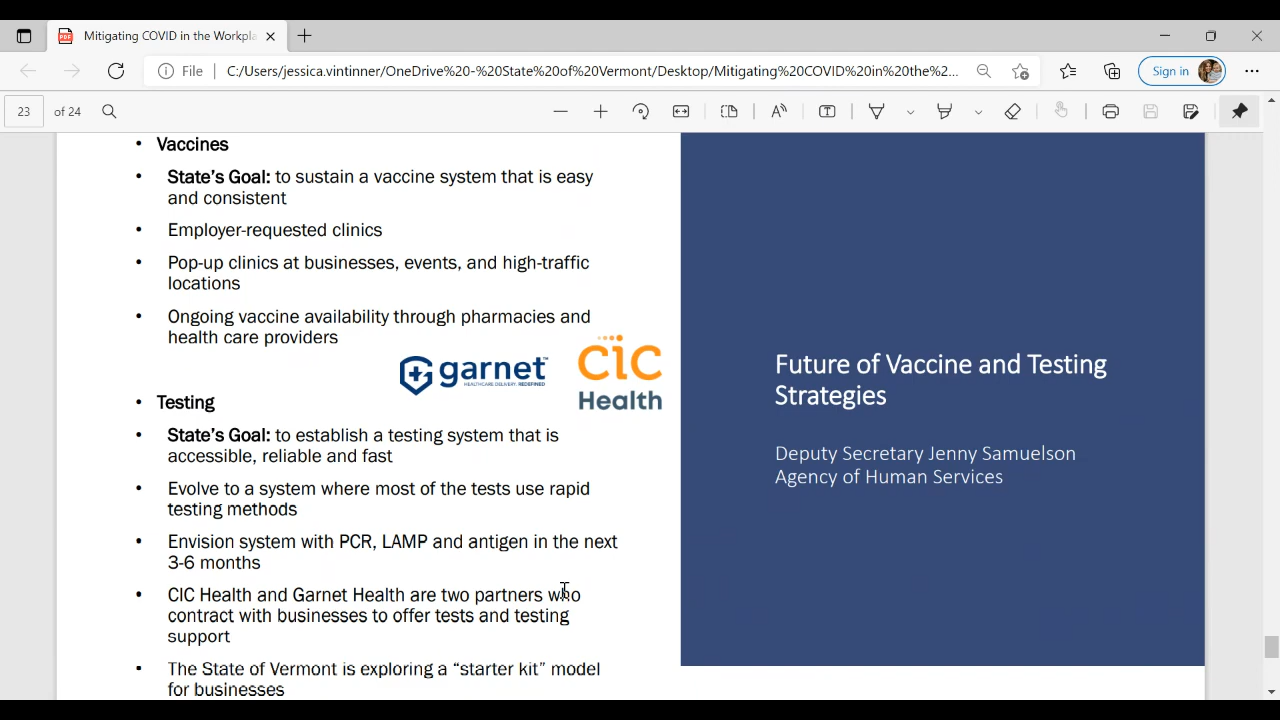 Mitigating COVID in the Workpla
File
C:/Users/jessica.vintinner/OneDrive%20-%20State%20of%20Vermont/Desktop/Mitigating%20COVID%20in%20the%2...
Sign in
23 of 24
• Vaccines
• State's Goal: to sustain a vaccine system that is easy
and consistent
• Employer-requested clinics
• Pop-up clinics at businesses, events, and high-traffic
locations
• Ongoing vaccine availability through pharmacies and
health care providers
garnet™
HEALTHCARE DELIVERY. REDEFINED
CIC
Health
• Testing
• State's Goal: to establish a testing system that is
accessible, reliable and fast
• Evolve to a system where most of the tests use rapid
testing methods
• Envision system with PCR, LAMP and antigen in the next
3-6 months
• CIC Health and Garnet Health are two partners who
contract with businesses to offer tests and testing
support
• The State of Vermont is exploring a “starter kit” model
for businesses
Future of Vaccine and Testing
Strategies
Deputy Secretary Jenny Samuelson
Agency of Human Services